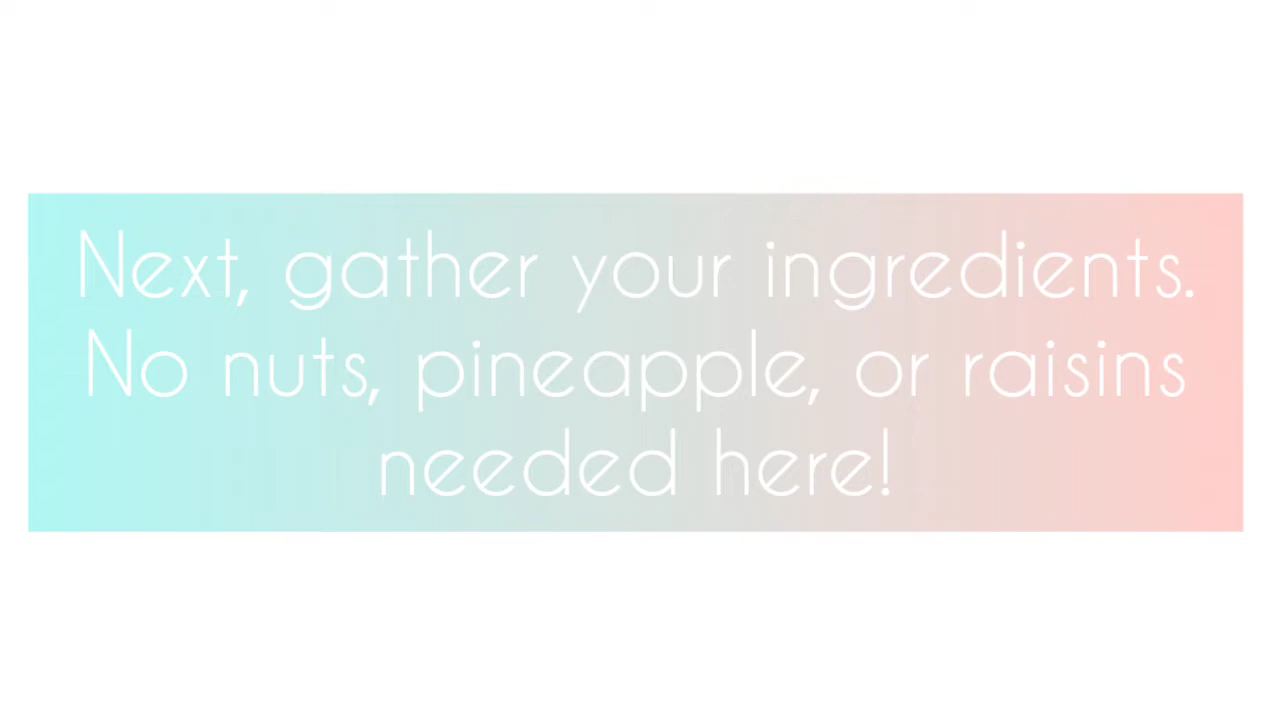 Next, gather your ingredients.
No nuts, pineapple, or raisins
needed here!